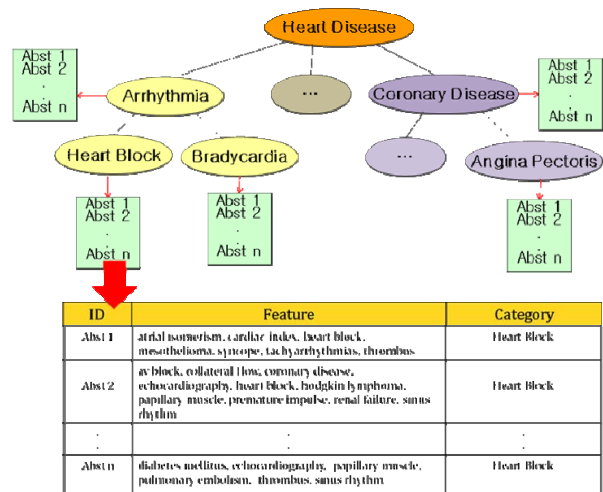 Heart Disease
Abst 1
Abst 2
.
.
Abst n
Arrhythmia
...
Coronary Disease
Abst 1
Abst 2
.
.
Abst n
Heart Block
Bradycardia
...
Angina Pectoris
Abst 1
Abst 2
.
.
Abst n
Abst 1
Abst 2
.
.
Abst n
Abst 1
Abst 2
.
.
Abst n
ID Feature Category
Abst 1 atrial isomerism, cardiac index, heart block, Heart Block
mesothelioma, syncope, tachyarrhythmias, thrombus
av block, collateral flow, coronary disease,
Abst 2 echocardiography, heart block, hodgkin lymphoma, Heart Block
papillary muscle, premature impulse, renal failure, sinus
rhythm
. . .
. . .
Abst n diabetes mellitus, echocardiography, papillary muscle, Heart Block
pulmonary embolism, thrombus, sinus rhythm